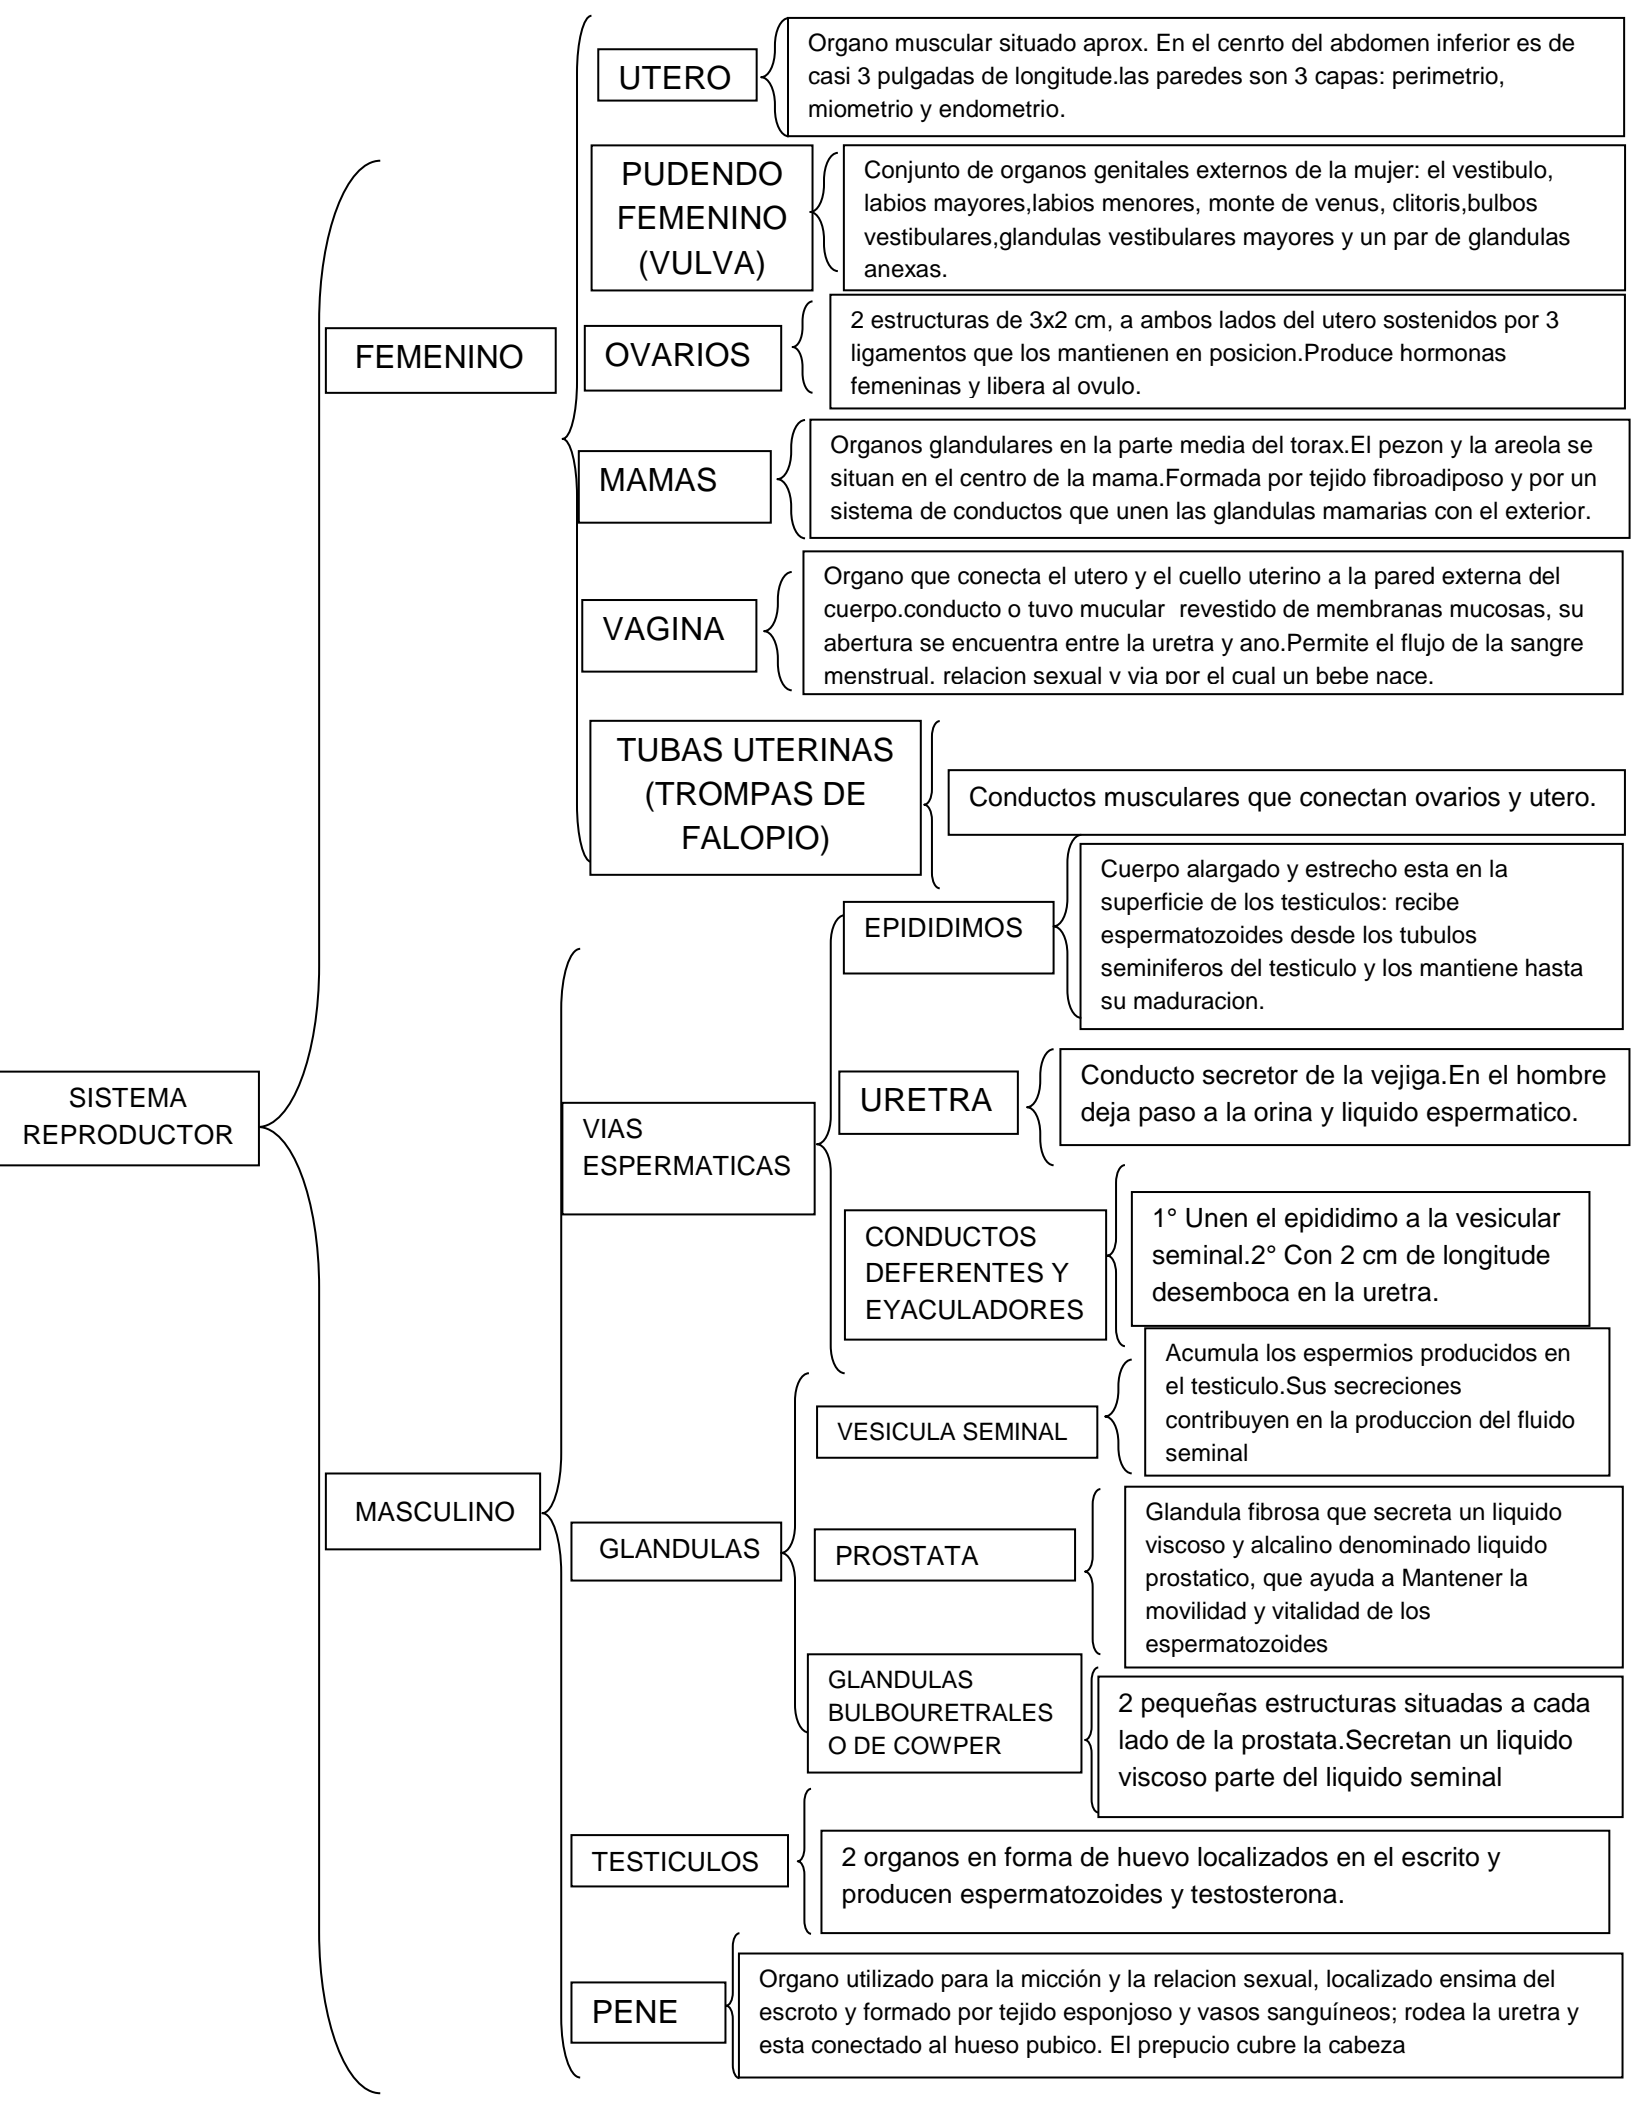 UTERO
Organo muscular situado aprox. En el cenrto del abdomen inferior es de
casi 3 pulgadas de longitude.las paredes son 3 capas: perimetrio,
miometrio y endometrio.
PUDENDO
FEMENINO
(VULVA)
Conjunto de organos genitales externos de la mujer: el vestibulo,
labios mayores,labios menores, monte de venus, clitoris,bulbos
vestibulares,glandulas vestibulares mayores y un par de glandulas
anexas.
FEMENINO
OVARIOS
2 estructuras de 3x2 cm, a ambos lados del utero sostenidos por 3
ligamentos que los mantienen en posicion.Produce hormonas
femeninas y libera al ovulo.
MAMAS
Organos glandulares en la parte media del torax.El pezon y la areola se
situan en el centro de la mama.Formada por tejido fibroadiposo y por un
sistema de conductos que unen las glandulas mamarias con el exterior.
VAGINA
Organo que conecta el utero y el cuello uterino a la pared externa del
cuerpo.conducto o tuvo mucular revestido de membranas mucosas, su
abertura se encuentra entre la uretra y ano.Permite el flujo de la sangre
menstrual. relacion sexual y via por el cual un bebe nace.
TUBAS UTERINAS
(TROMPAS DE
FALOPIO)
Conductos musculares que conectan ovarios y utero.
SISTEMA
REPRODUCTOR
MASCULINO
VIAS
ESPERMATICAS
EPIDIDIMOS
Cuerpo alargado y estrecho esta en la
superficie de los testiculos: recibe
espermatozoides desde los tubulos
seminiferos del testiculo y los mantiene hasta
su maduracion.
URETRA
Conducto secretor de la vejiga.En el hombre
deja paso a la orina y liquido espermatico.
CONDUCTOS
DEFERENTES Y
EYACULADORES
1° Unen el epididimo a la vesicular
seminal.2° Con 2 cm de longitude
desemboca en la uretra.
GLANDULAS
VESICULA SEMINAL
Acumula los espermios producidos en
el testiculo.Sus secreciones
contribuyen en la produccion del fluido
seminal
PROSTATA
Glandula fibrosa que secreta un liquido
viscoso y alcalino denominado liquido
prostatico, que ayuda a Mantener la
movilidad y vitalidad de los
espermatozoides
GLANDULAS
BULBOURETRALES
O DE COWPER
2 pequeñas estructuras situadas a cada
lado de la prostata.Secretan un liquido
viscoso parte del liquido seminal
TESTICULOS
2 organos en forma de huevo localizados en el escrito y
producen espermatozoides y testosterona.
PENE
Organo utilizado para la micción y la relacion sexual, localizado ensima del
escroto y formado por tejido esponjoso y vasos sanguíneos; rodea la uretra y
esta conectado al hueso pubico. El prepucio cubre la cabeza